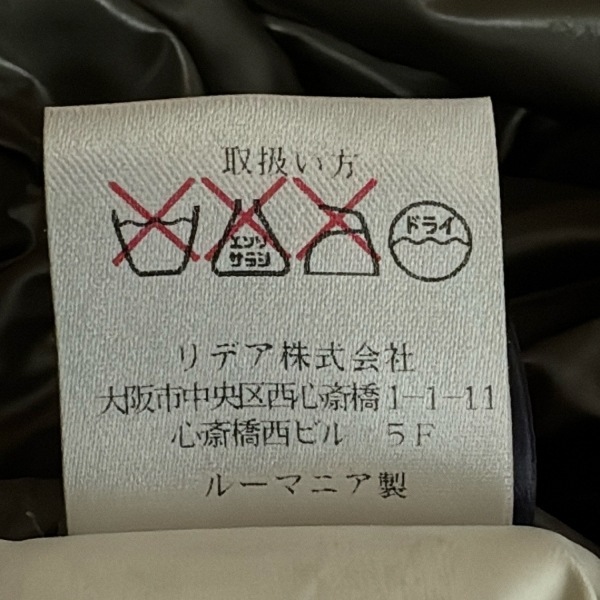 取扱い方
エンソ
サラシ
ドライ
リデア株式会社
大阪市中央区西心斎橋1-1-11
心斎橋西ビル 5F
ルーマニア製